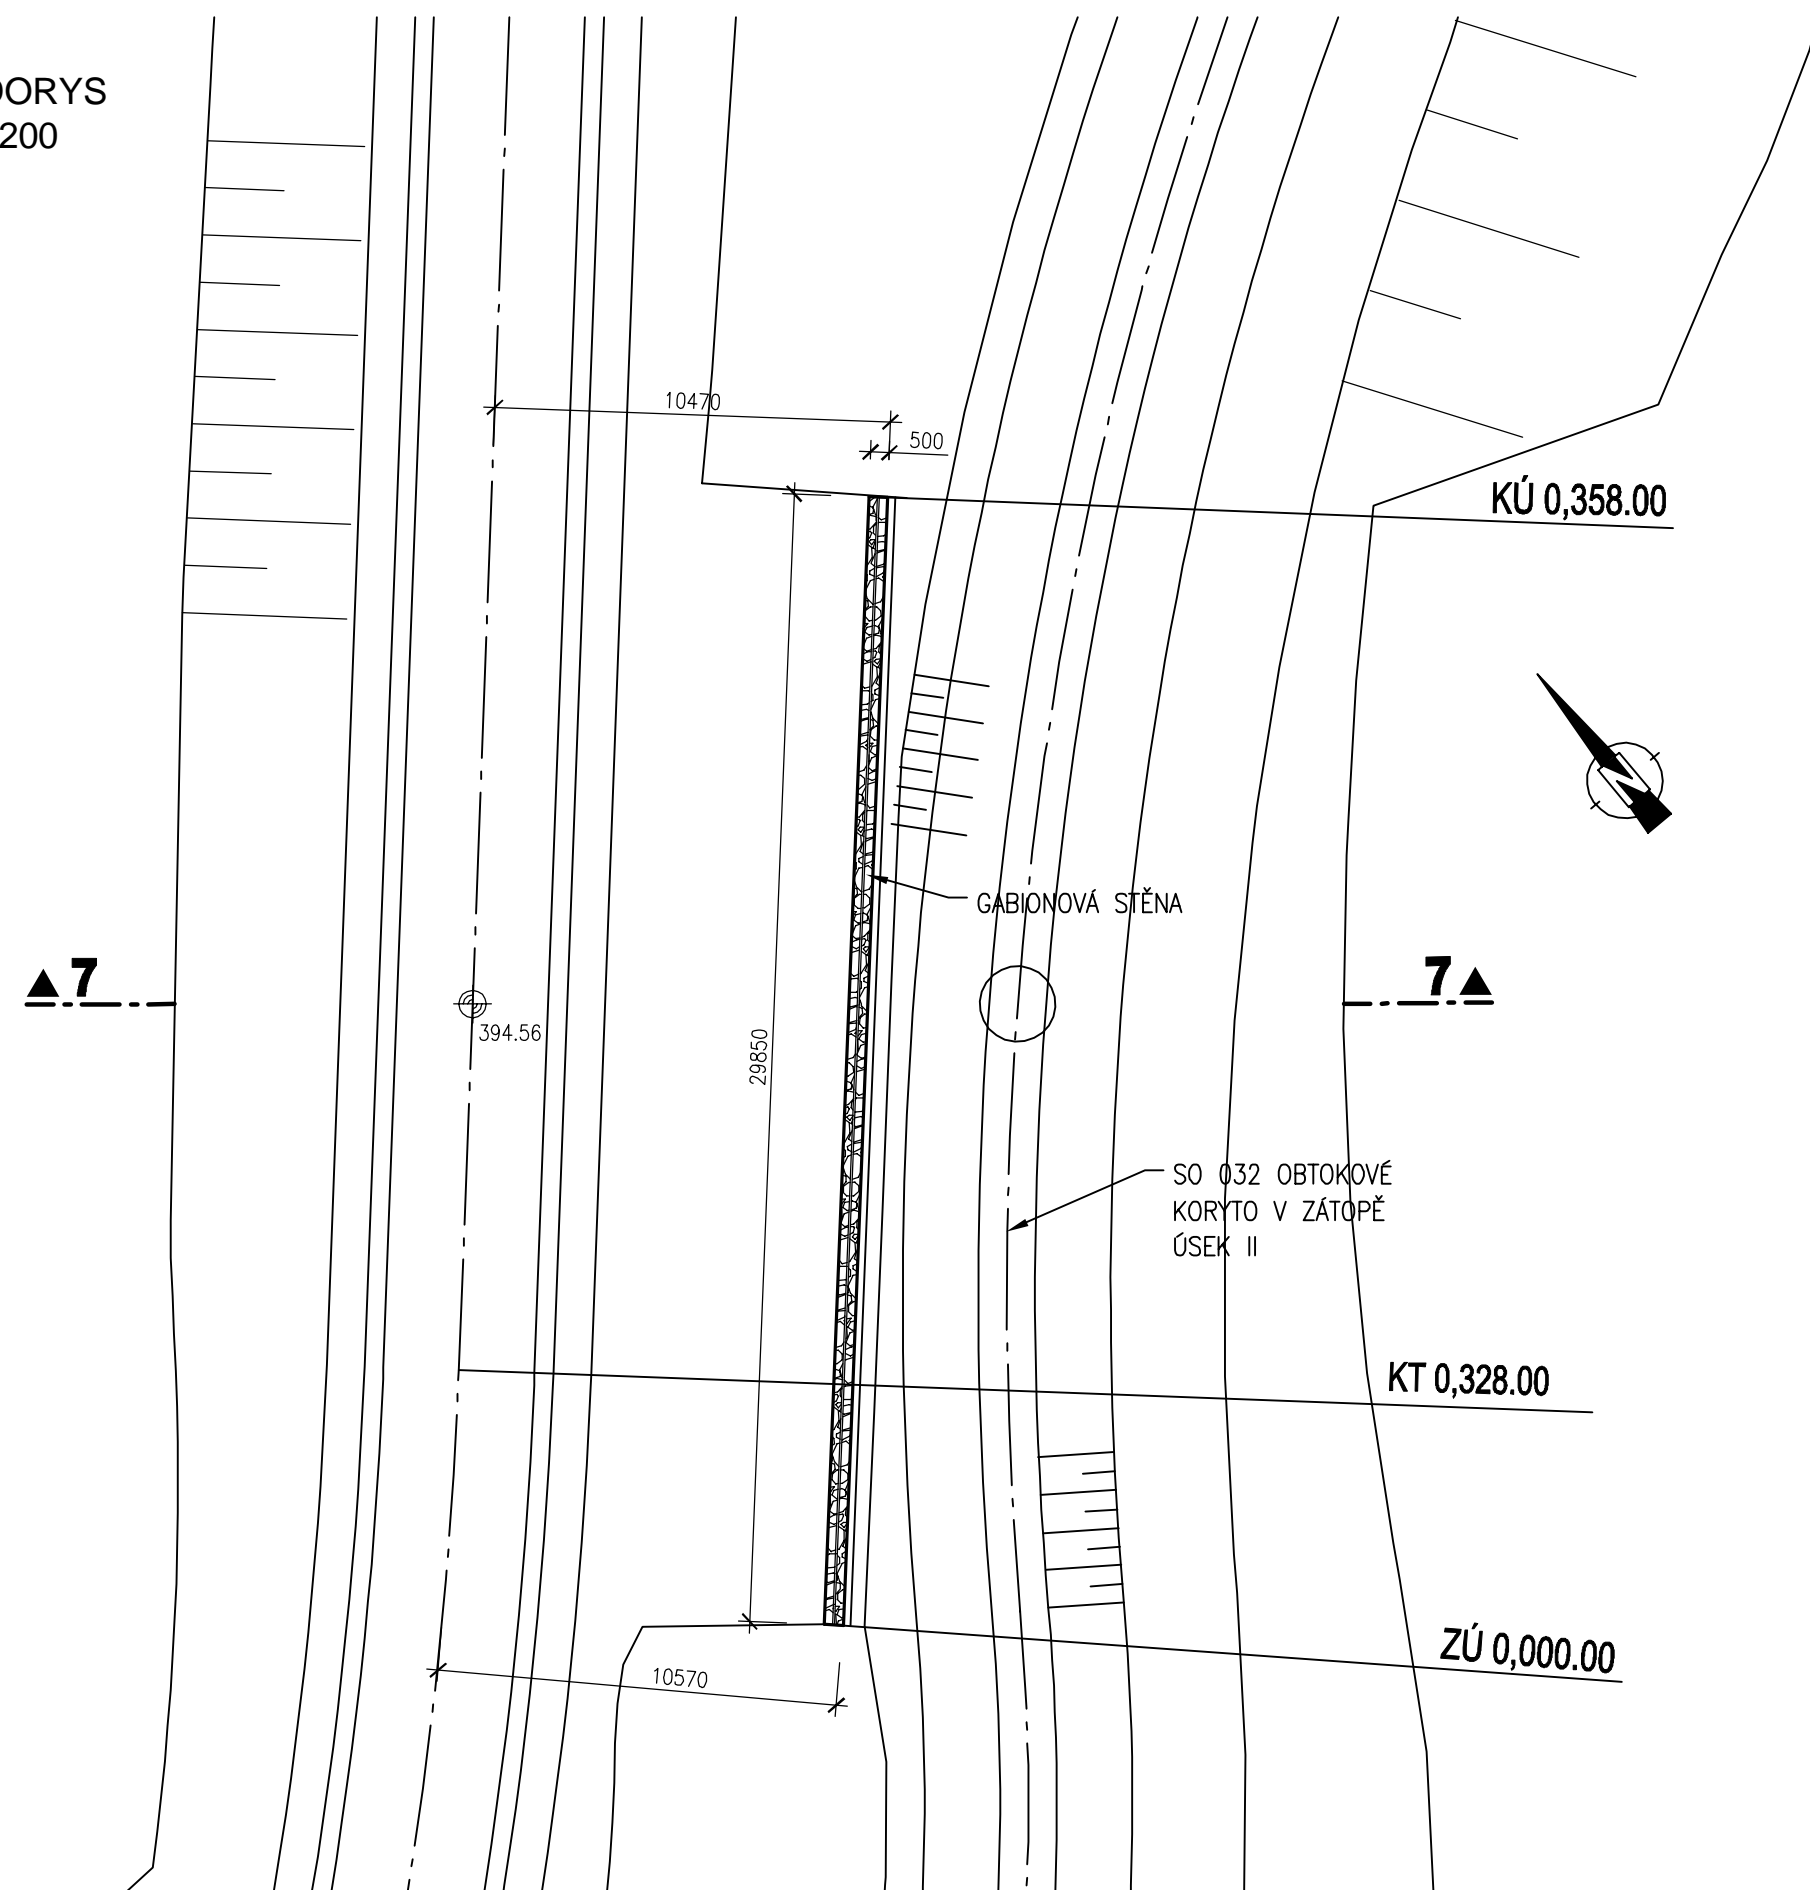 200
10470
500
KÚ 0,358.00
GABIONOVÁ STĚNA
7
7
394.56
29850
SO 032 OBTOKOVÉ
KORYTO V ZÁTOPĚ
ÚSEK II
KT 0,328.00
ZÚ 0,000.00
10570